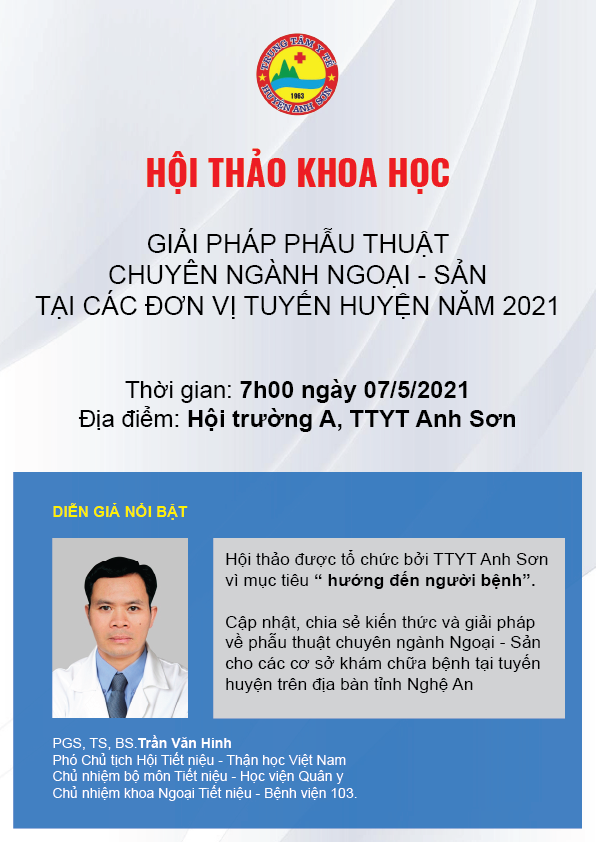 TRUNG TÂM Y TẾ
1963
HUYỆN ANH SƠN
HỘI THẢO KHOA HỌC
GIẢI PHÁP PHẪU THUẬT
CHUYÊN NGÀNH NGOẠI - SẢN
TẠI CÁC ĐƠN VỊ TUYẾN HUYỆN NĂM 2021
Thời gian: 7h00 ngày 07/5/2021
Địa điểm: Hội trường A, TTYT Anh Sơn
DIỄN GIẢ NỔI BẬT
Hội thảo được tổ chức bởi TTYT Anh Sơn
vì mục tiêu “ hướng đến người bệnh”.
Cập nhật, chia sẻ kiến thức và giải pháp
về phẫu thuật chuyên ngành Ngoại - Sản
cho các cơ sở khám chữa bệnh tại tuyến
huyện trên địa bàn tỉnh Nghệ An
PGS, TS, BS.Trần Văn Hinh
Phó Chủ tịch Hội Tiết niệu - Thận học Việt Nam
Chủ nhiệm bộ môn Tiết niệu - Học viện Quân y
Chủ nhiệm khoa Ngoại Tiết niệu - Bệnh viện 103.